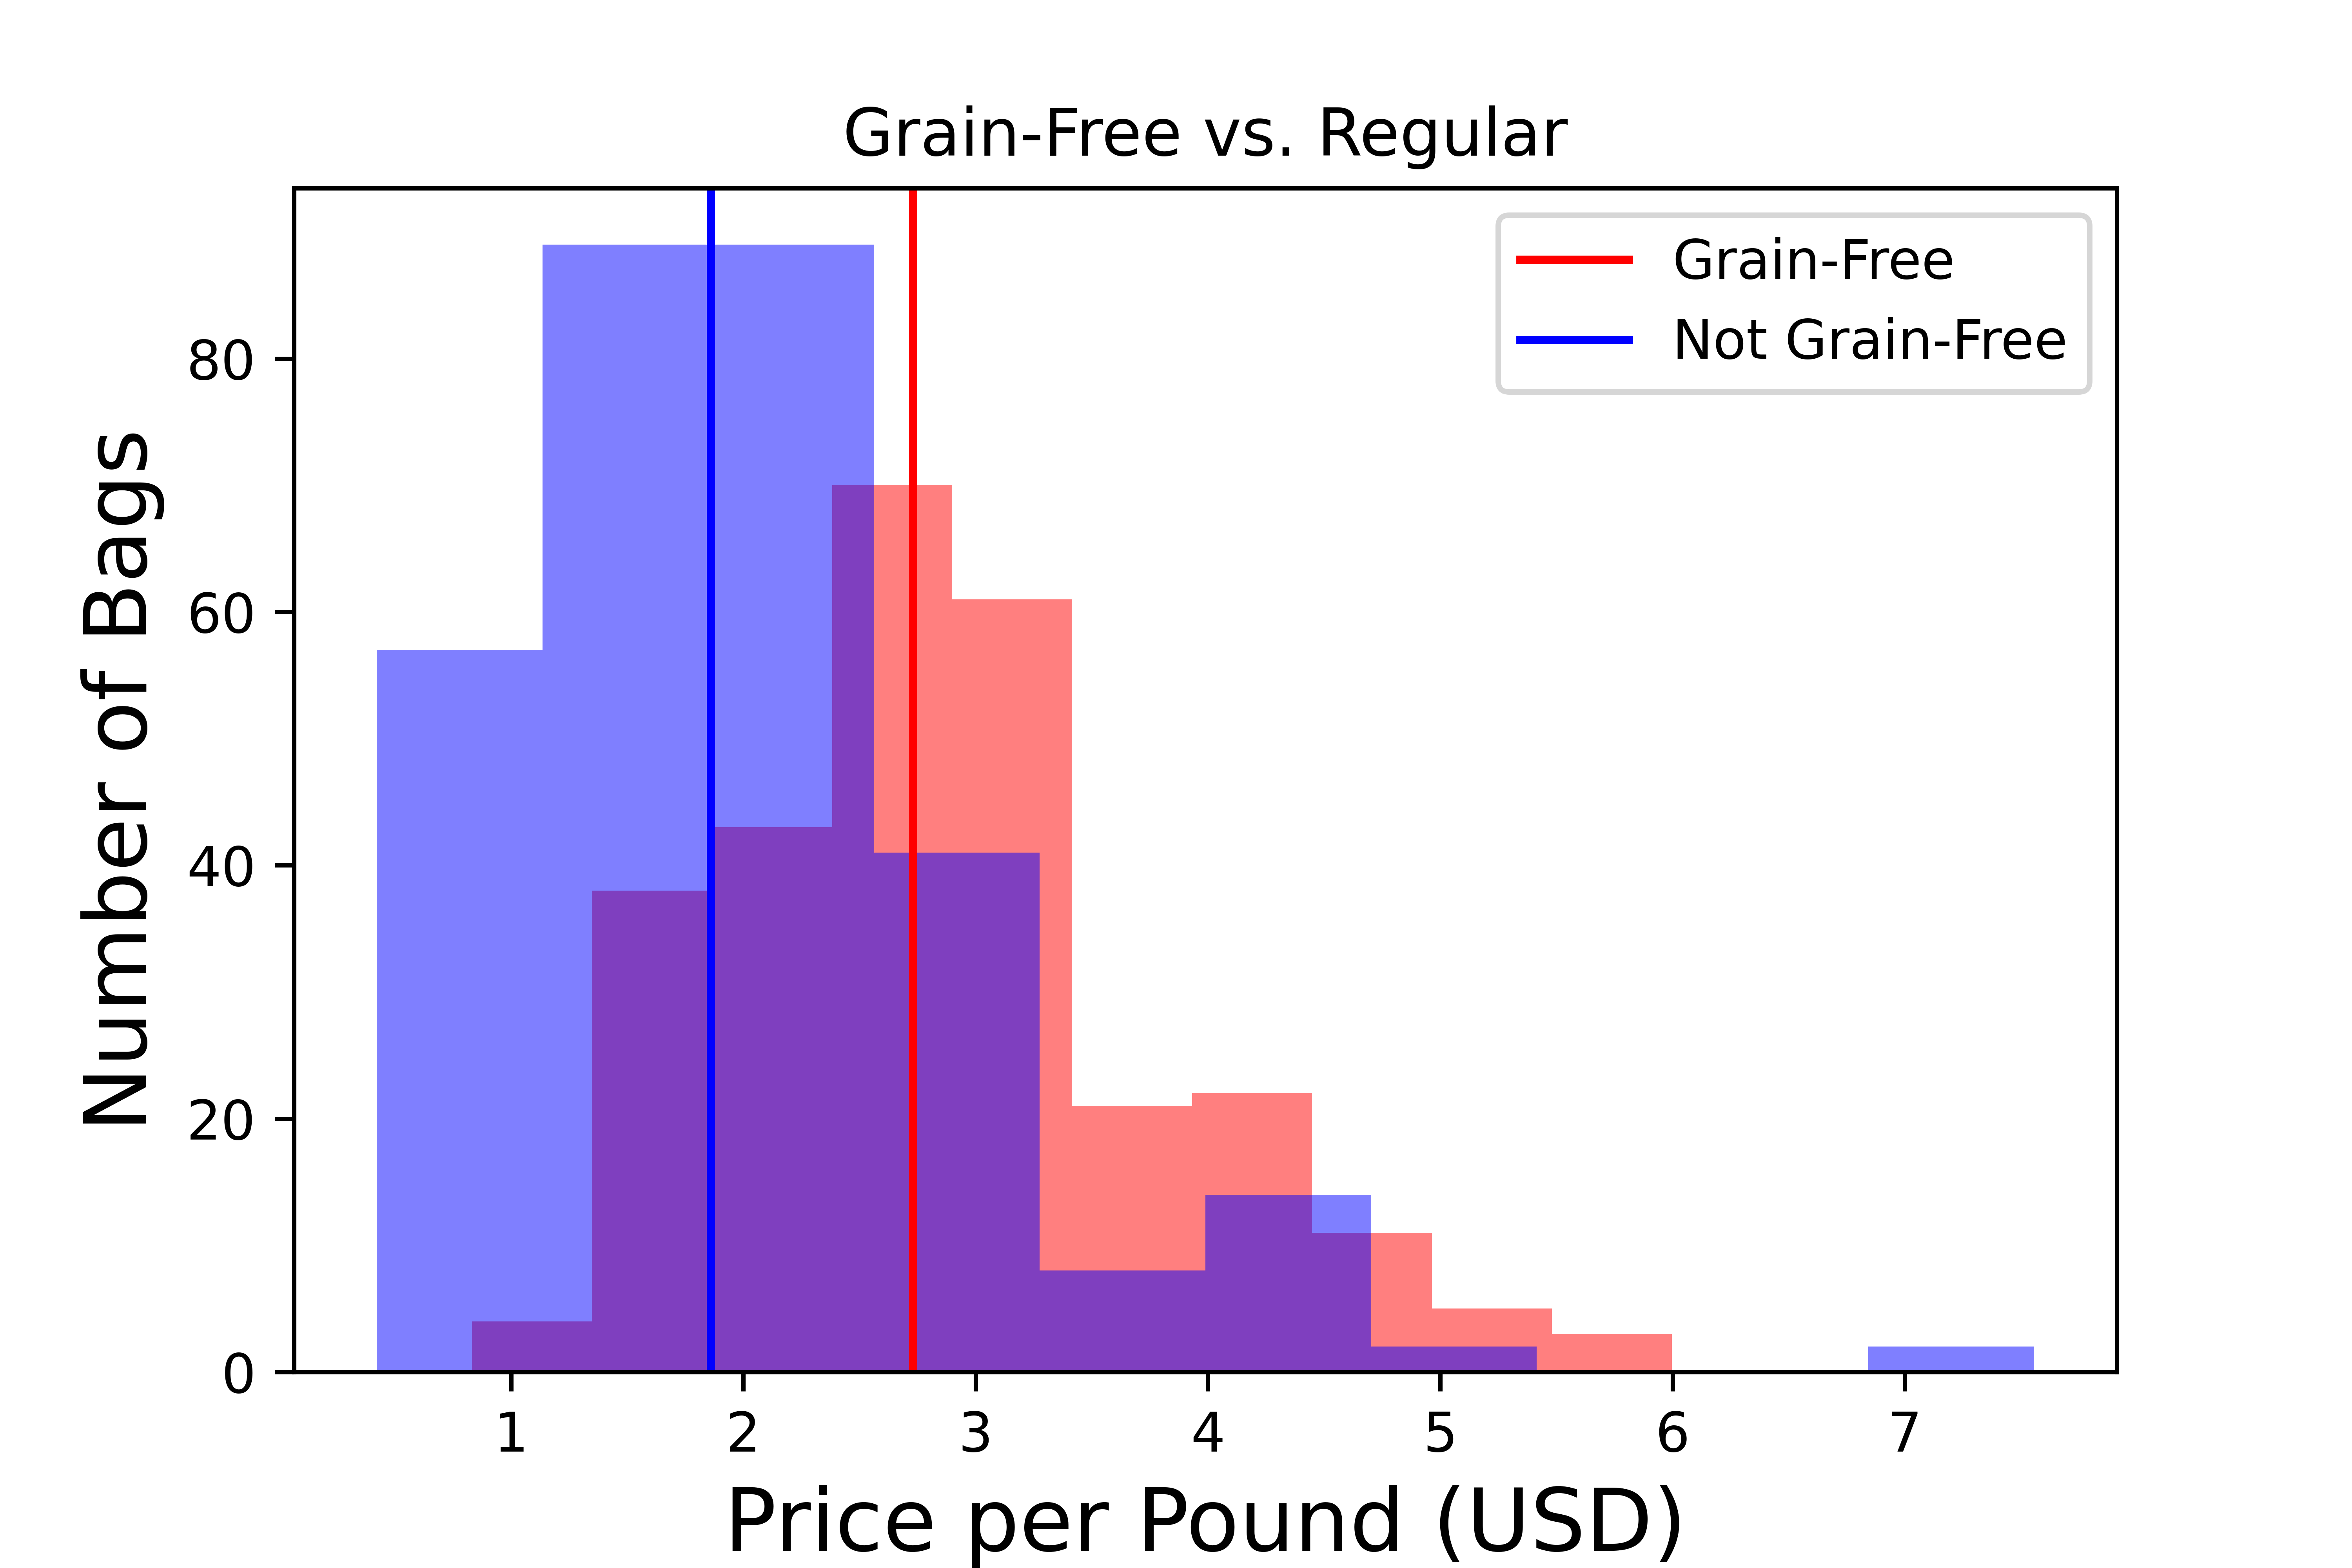 Grain-Free vs. Regular
Grain-Free
Not Grain-Free
Number of Bags
80
60
40
20
0
1 2 3 4 5 6 7
Price per Pound (USD)